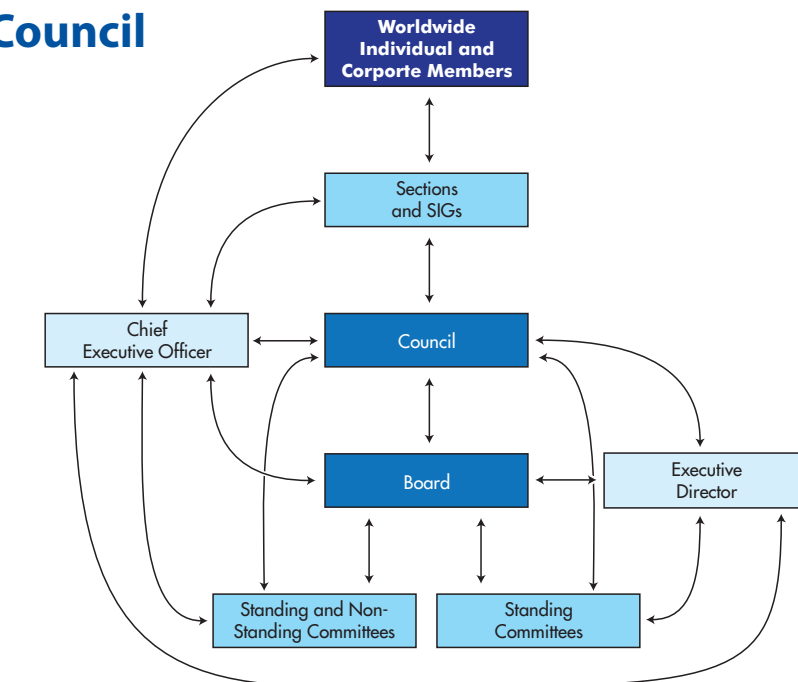 Council
Worldwide
Individual and
Corporte Members
Sections
and SIGs
Chief
Executive Officer
Council
Board
Executive
Director
Standing and Non-
Standing Committees
Standing
Committees